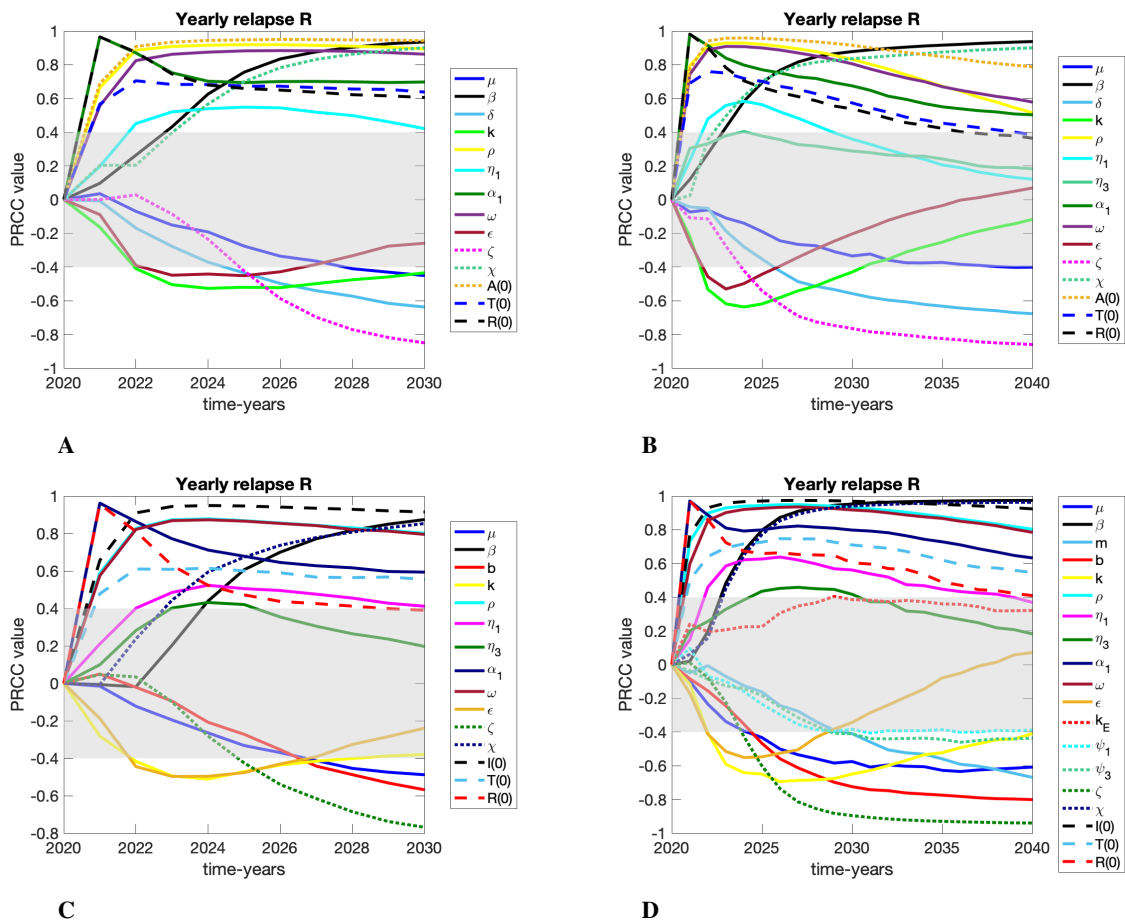 Yearly relapse R
1
0.8
0.6
0.4
0.2
0
-0.2
-0.4
-0.6
-0.8
-1
PRCC value
2020 2022 2024 2026 2028 2030
time-years
μ
β
δ
k
ρ
η1
α1
ω
ϵ
ζ
χ
A(0)
T(0)
R(0)
A
Yearly relapse R
1
0.8
0.6
0.4
0.2
0
-0.2
-0.4
-0.6
-0.8
-1
PRCC value
2020 2025 2030 2035 2040
time-years
μ
β
δ
k
ρ
η1
η3
α1
ω
ϵ
ζ
χ
A(0)
T(0)
R(0)
B
Yearly relapse R
1
0.8
0.6
0.4
0.2
0
-0.2
-0.4
-0.6
-0.8
PRCC value
2020 2022 2024 2026 2028 2030
time-years
μ
β
b
k
ρ
η1
η3
α1
ω
ϵ
ζ
χ
I(0)
T(0)
R(0)
C
Yearly relapse R
1
0.8
0.6
0.4
0.2
0
-0.2
-0.4
-0.6
-0.8
-1
PRCC value
2020 2025 2030 2035 2040
time-years
μ
β
m
b
k
ρ
η1
η3
α1
ω
ϵ
kE
ψ1
ψ3
ζ
χ
I(0)
T(0)
R(0)
D